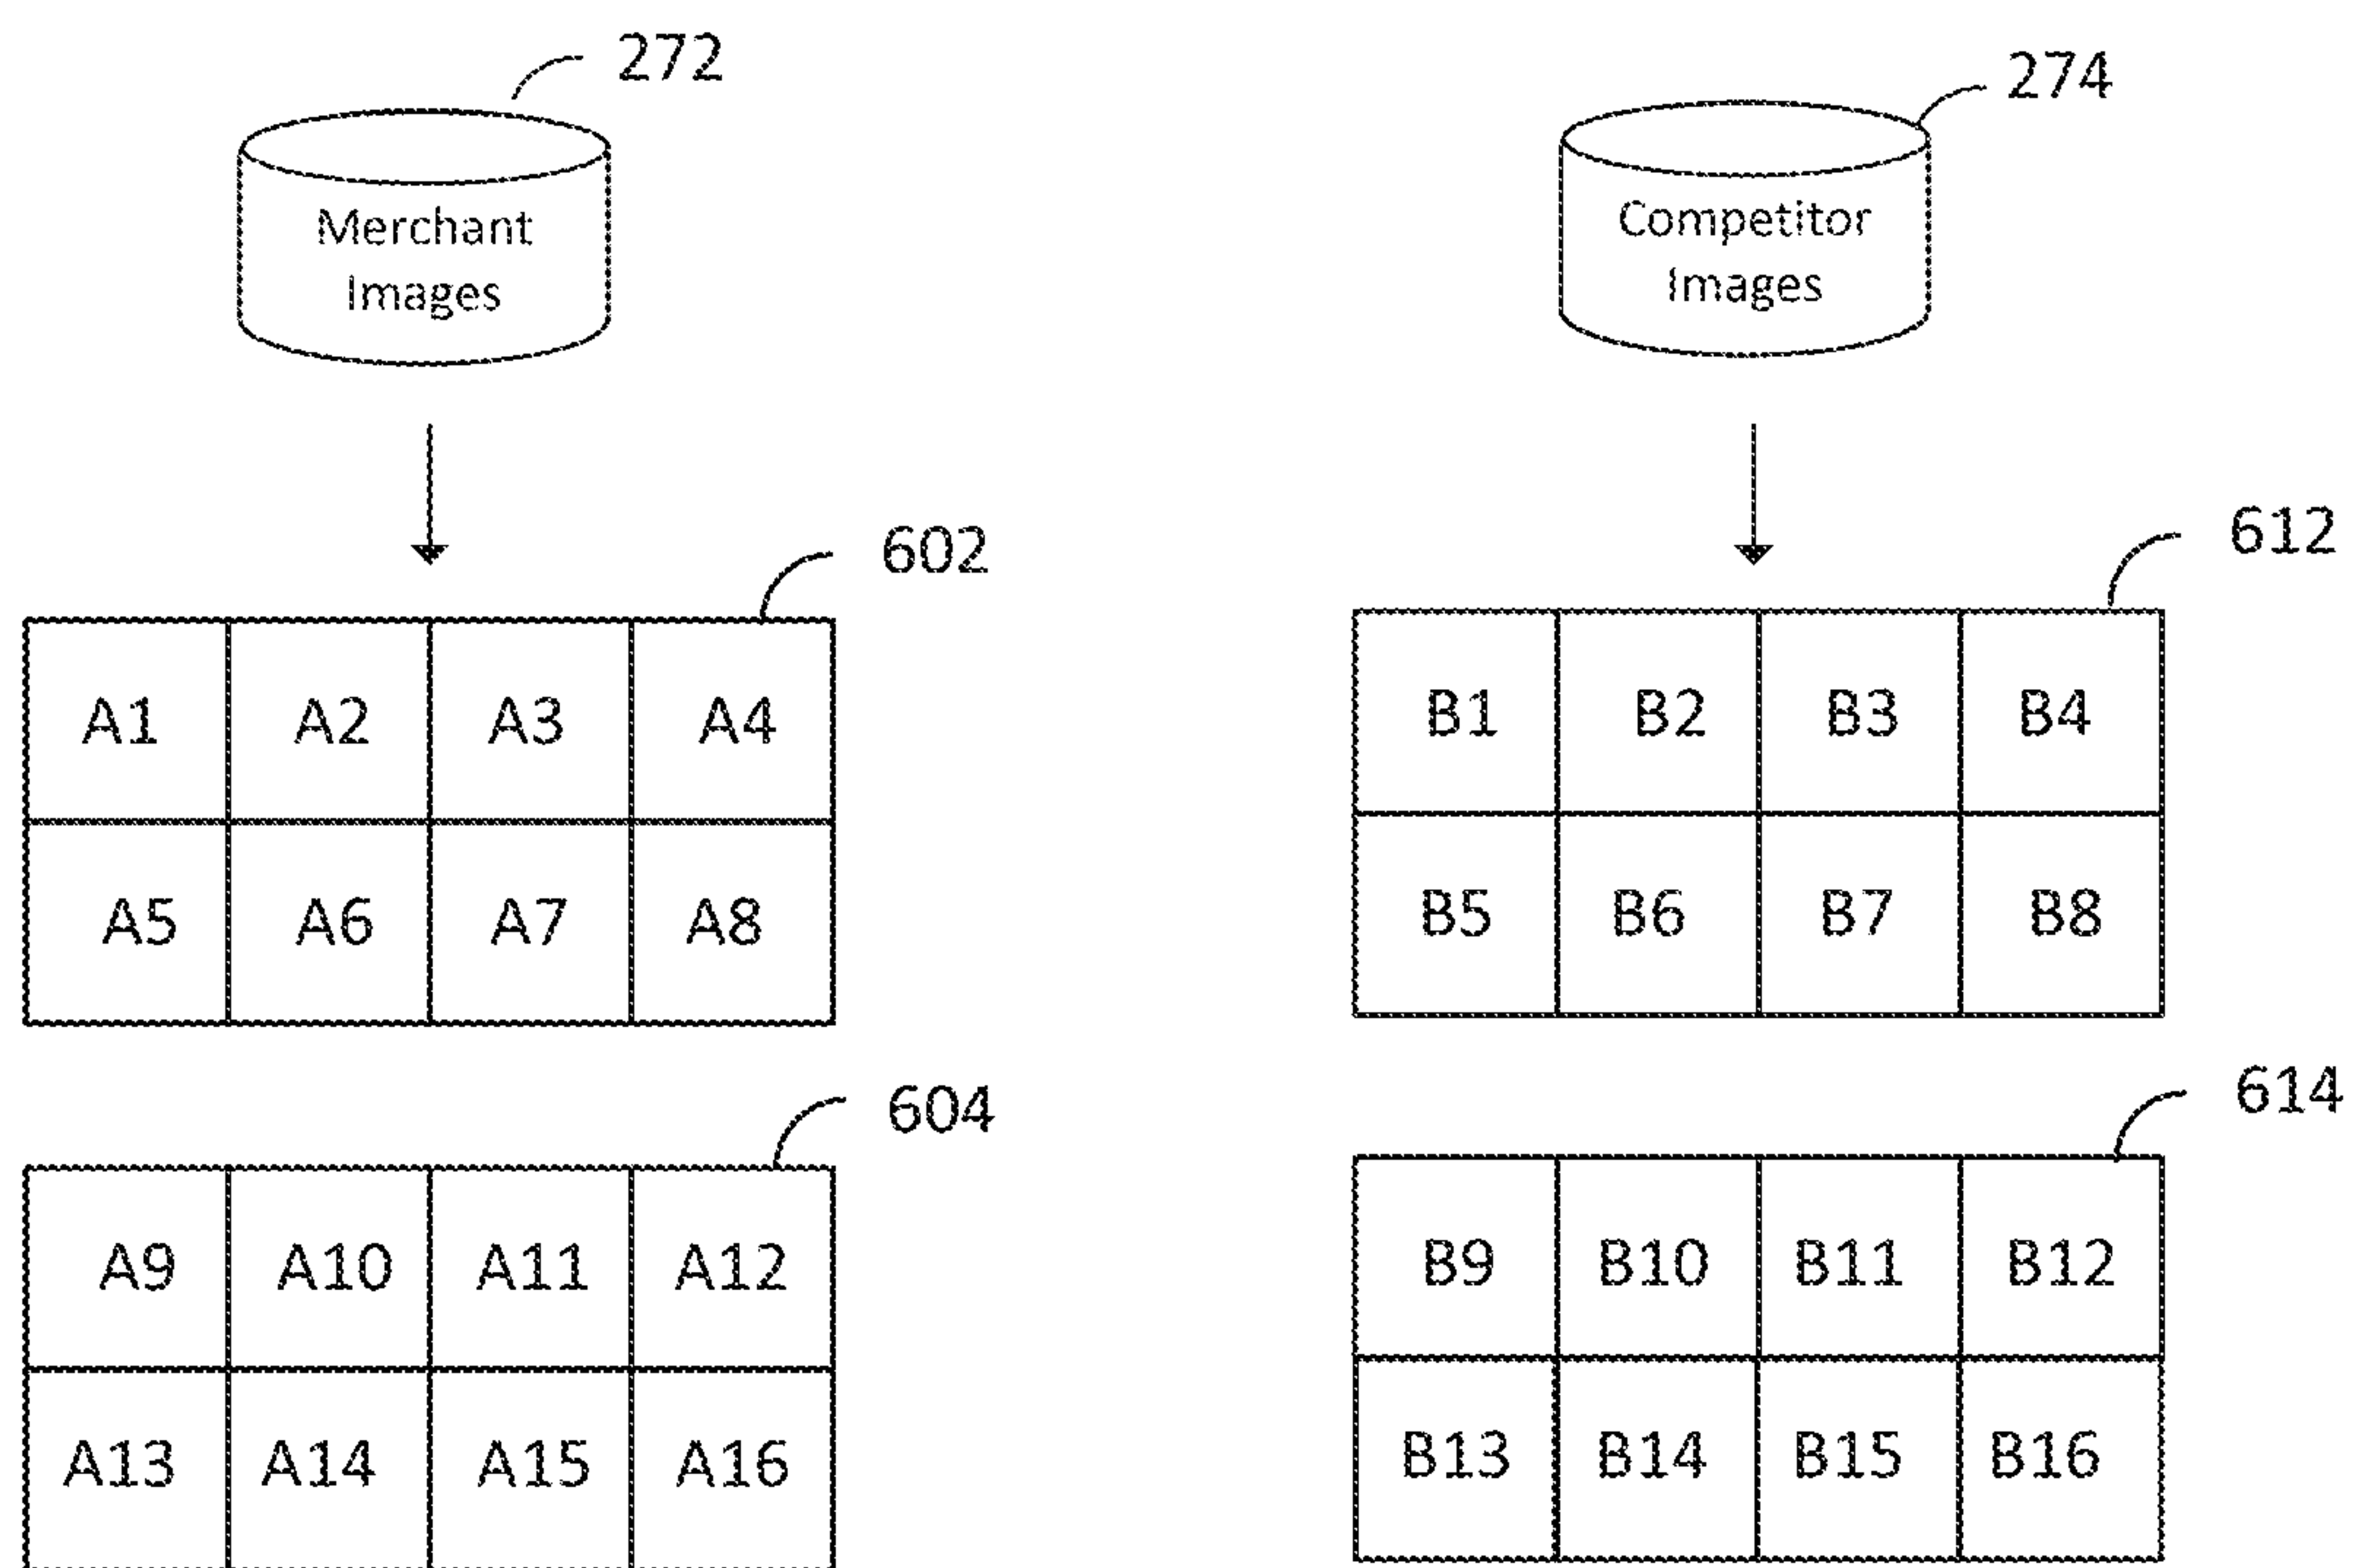 272
Merchant
Images
602
A1 A2 A3 A4
A5 A6 A7 A8
604
A9 A10 A11 A12
A13 A14 A15 A16
274
Competitor
Images
612
B1 B2 B3 B4
B5 B6 B7 B8
614
B9 B10 B11 B12
B13 B14 B15 B16